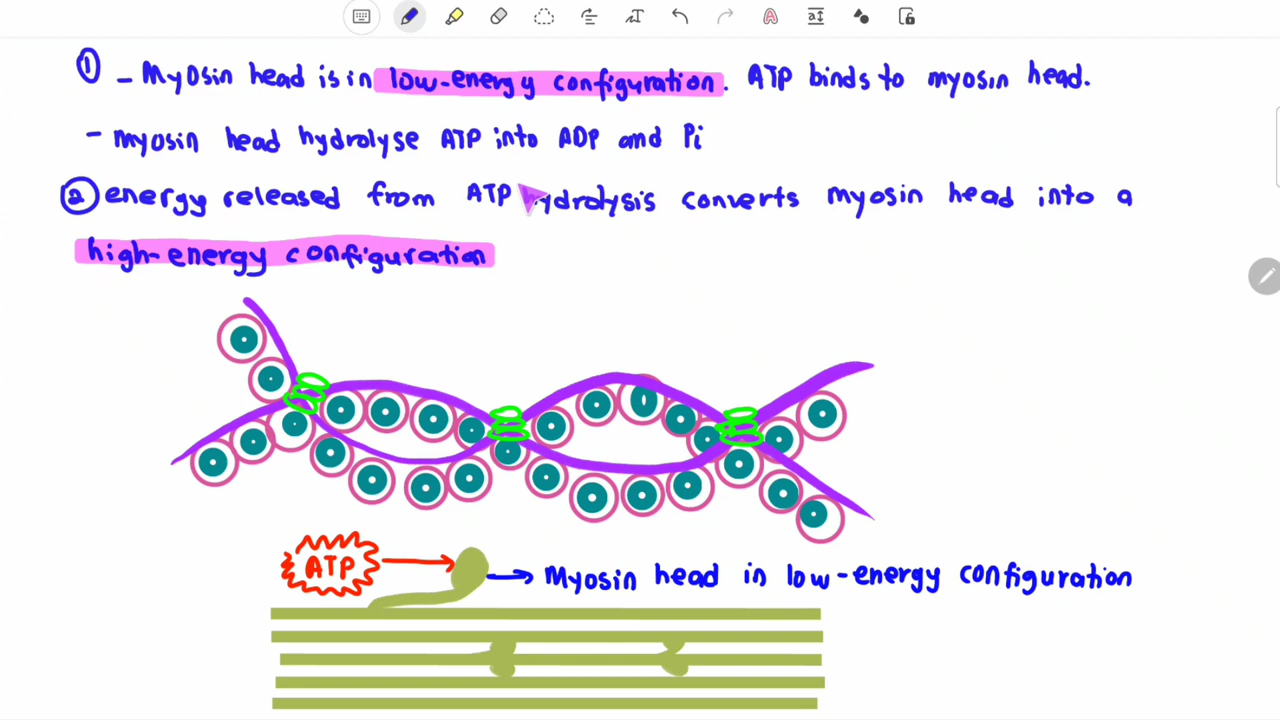 ① - Myosin head is in low-energy configuration. ATP binds to myosin head.
- myosin head hydrolyse ATP into ADP and Pi
② energy released from ATP hydrolysis converts myosin head into a
high-energy configuration
ATP
Myosin head in low-energy configuration